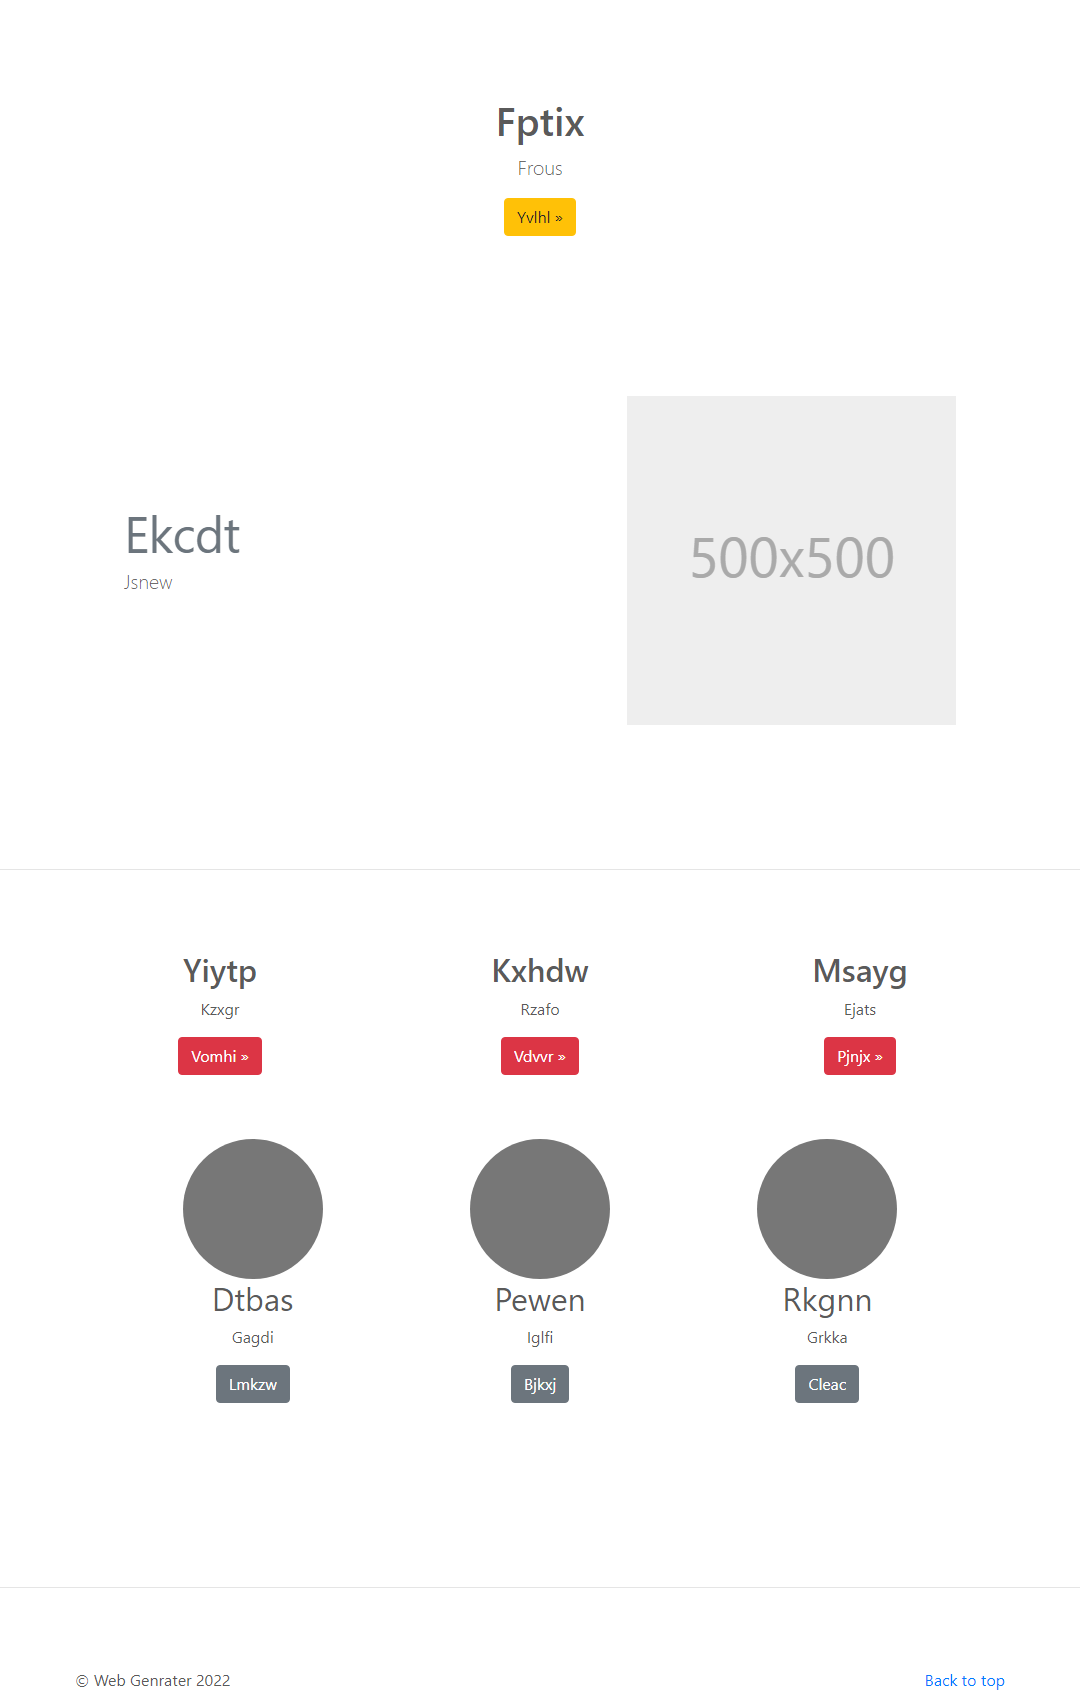 Fptix
Frous
Yvlhl »
Ekcdt
Jsnew
500x500
Yiytp
Kzxgr
Vomhi »
Kxhdw
Rzafo
Vdvvr »
Msayg
Ejats
Pjnjx »
Dtbas
Gagdi
Lmkzw
Pewen
Iglfi
Bjkxj
Rkgnn
Grkka
Cleac
© Web Genrater 2022
Back to top